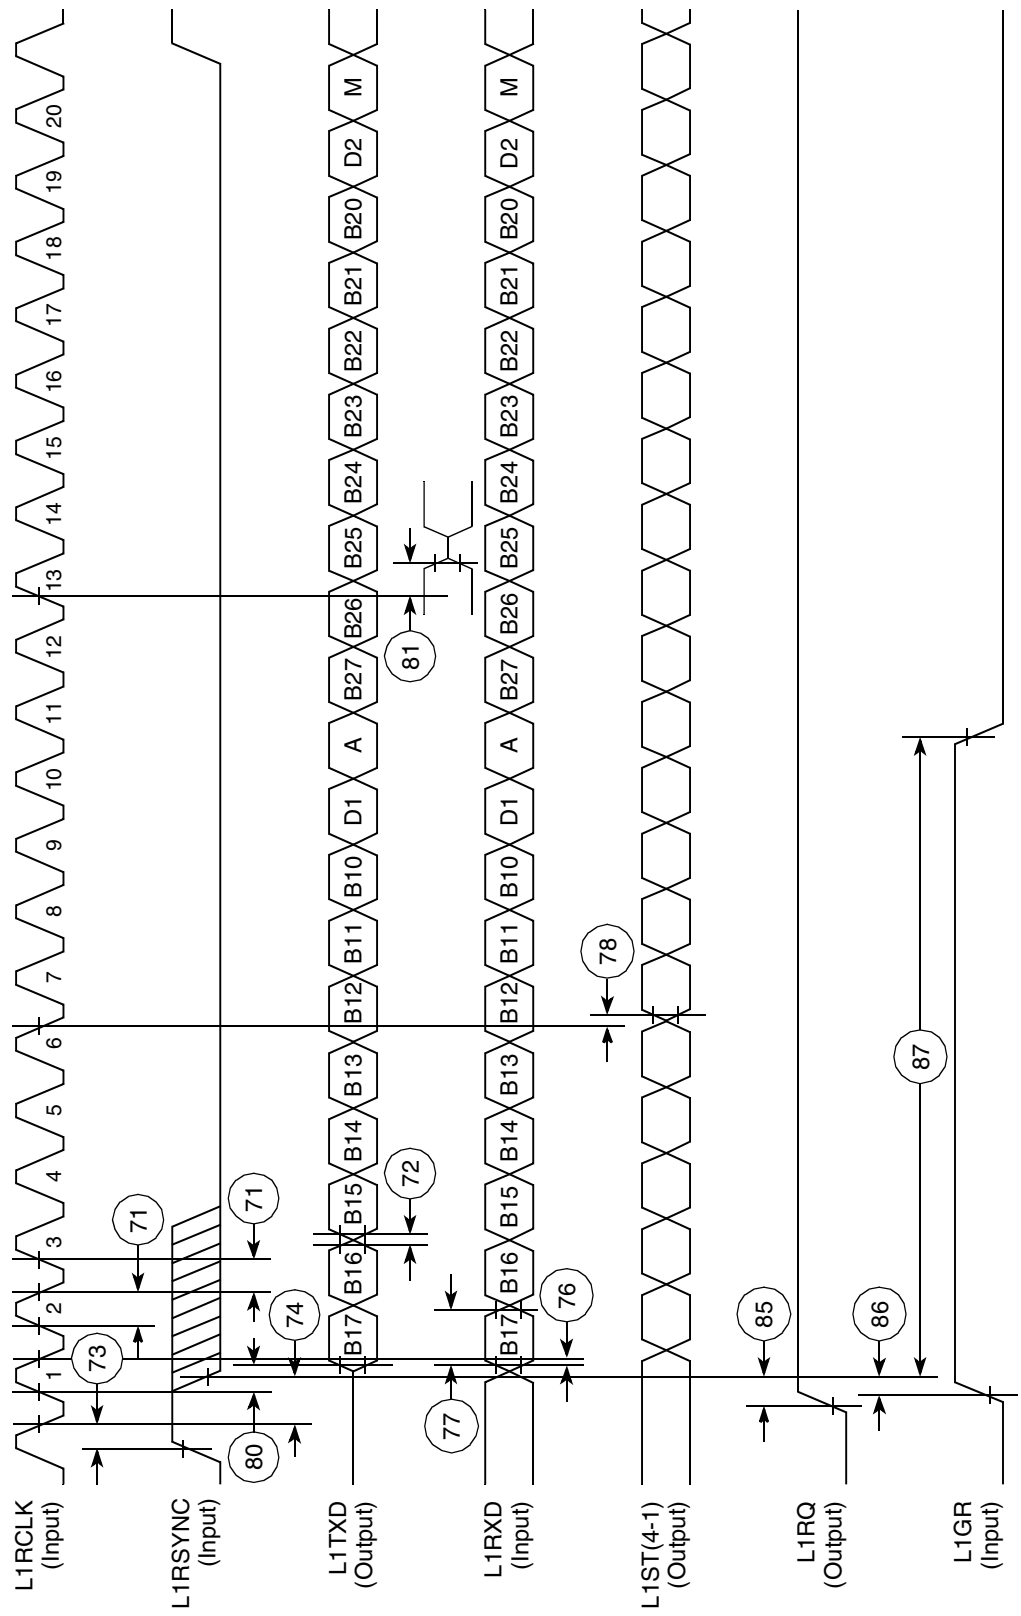 L1RCLK
(Input)
1 2 3 4 5 6 7 8 9 10 11 12 13 14 15 16 17 18 19 20
73
71
L1RSYNC
(Input)
80 71
74
L1TXD
(Output)
B17 B16 B15 B14 B13 B12 B11 B10 D1 A B27 B26 B25 B24 B23 B22 B21 B20 D2 M
72 81
77
L1RXD
(Input)
B17 B16 B15 B14 B13 B12 B11 B10 D1 A B27 B26 B25 B24 B23 B22 B21 B20 D2 M
76
78
L1ST(4-1)
(Output)
85
L1RQ
(Output)
86
87
L1GR
(Input)